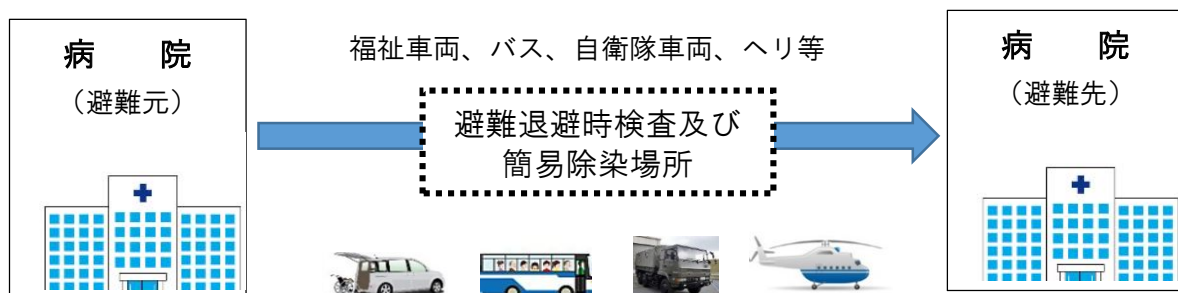 病　　院
（避難元）
福祉車両、バス、自衛隊車両、ヘリ等
避難退避時検査及び
簡易除染場所
病　　院
（避難先）